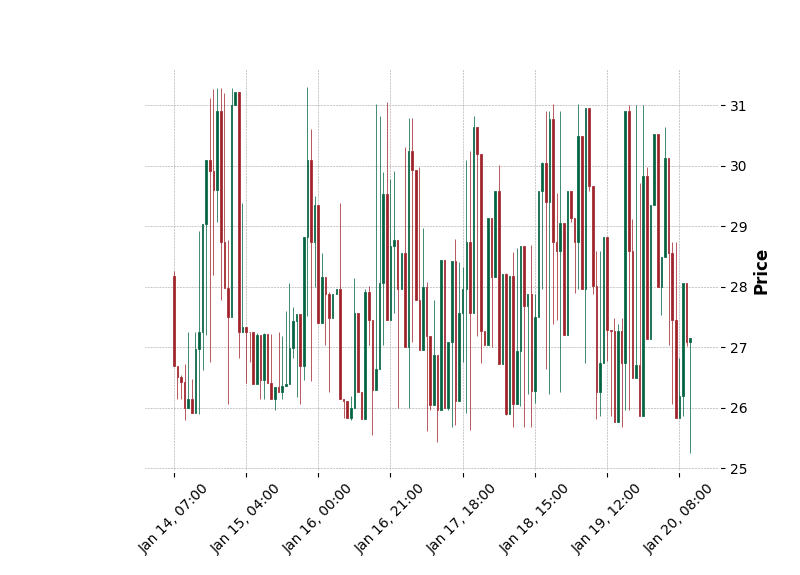 31
30
29
28
27
26
25
Price
Jan 14, 07:00
Jan 15, 04:00
Jan 16, 00:00
Jan 16, 21:00
Jan 17, 18:00
Jan 18, 15:00
Jan 19, 12:00
Jan 20, 08:00